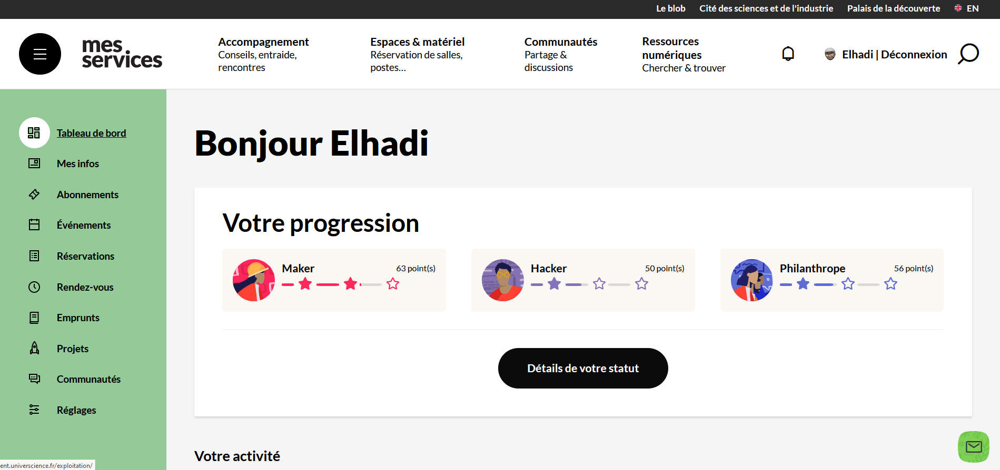 Le blob
Cité des sciences et de l'industrie
Palais de la découverte
EN
mes
services
Accompagnement
Conseils, entraide,
rencontres
Espaces & matériel
Réservation de salles,
postes...
Communautés
Partage &
discussions
Ressources
numériques
Chercher & trouver
Elhadi | Déconnexion
Tableau de bord
Mes infos
Abonnements
Événements
Réservations
Rendez-vous
Emprunts
Projets
Communautés
Réglages
Bonjour Elhadi
Votre progression
Maker
63 point(s)
Hacker
50 point(s)
Philanthrope
56 point(s)
Détails de votre statut
Votre activité
ent.universcience.fr/exploitation/